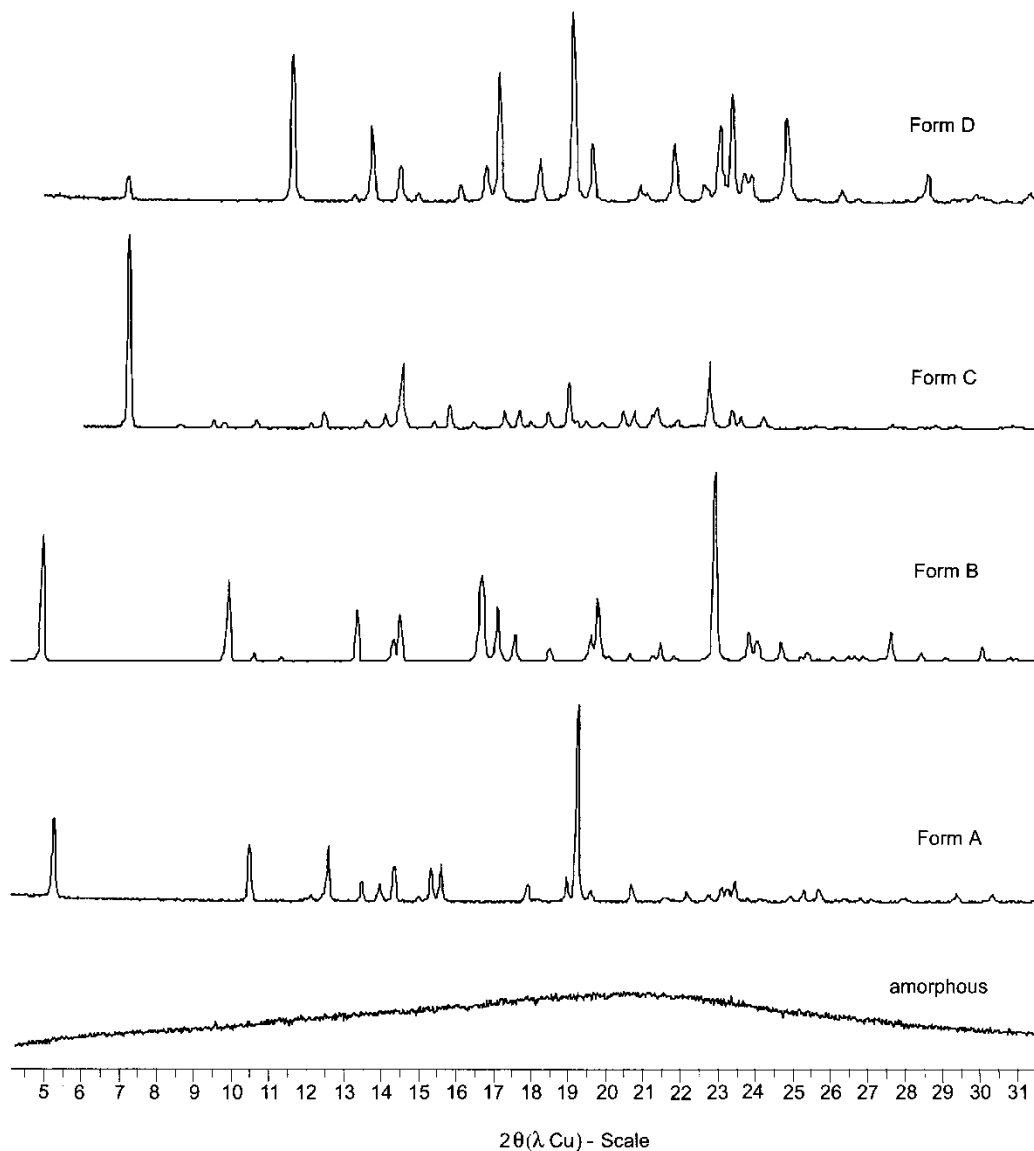 Form D
Form C
Form B
Form A
amorphous
5 7 8 9 10 11 12 13 14 15 16 17 18 19 20 21 22 23 24 25 26 27 28 29 30 31
2θ(λ Cu) - Scale